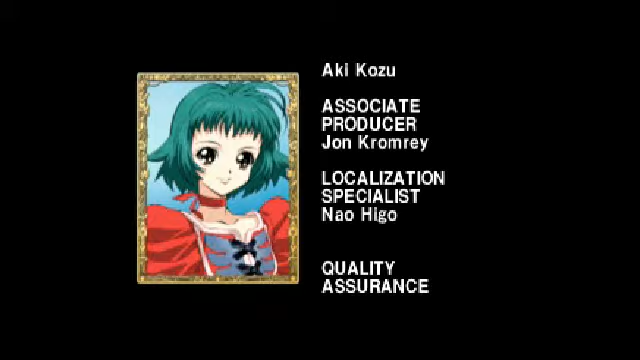 Aki Kozu
ASSOCIATE
PRODUCER
Jon Kromrey
LOCALIZATION
SPECIALIST
Nao Higo
QUALITY
ASSURANCE